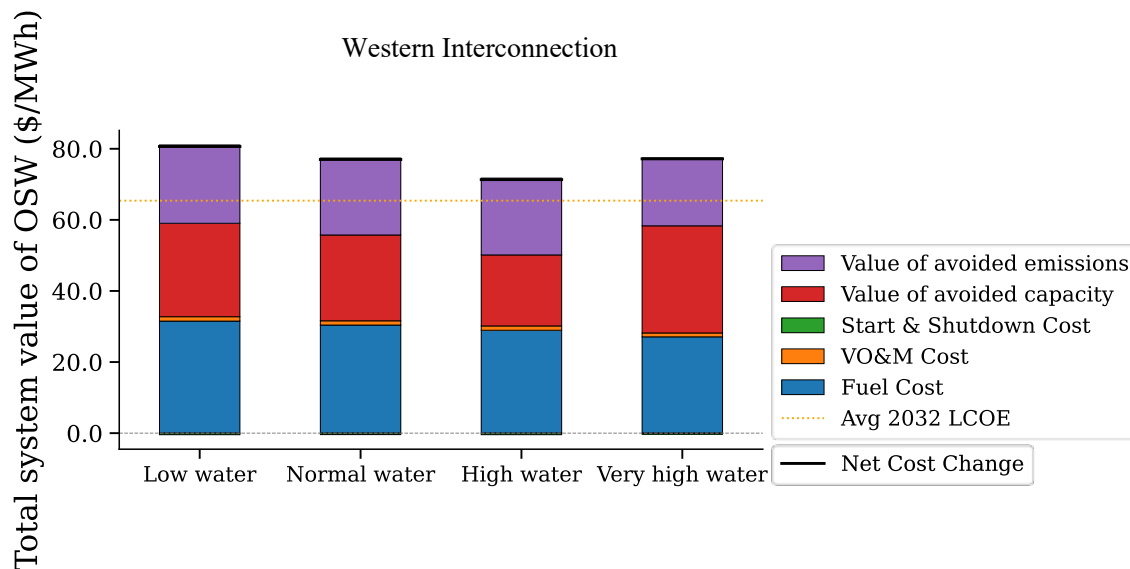 Western Interconnection
Total system value of OSW ($/MWh)
80.0
60.0
40.0
20.0
0.0
Low water
Normal water
High water
Very high water
Value of avoided emissions
Value of avoided capacity
Start & Shutdown Cost
VO&M Cost
Fuel Cost
Avg 2032 LCOE
Net Cost Change